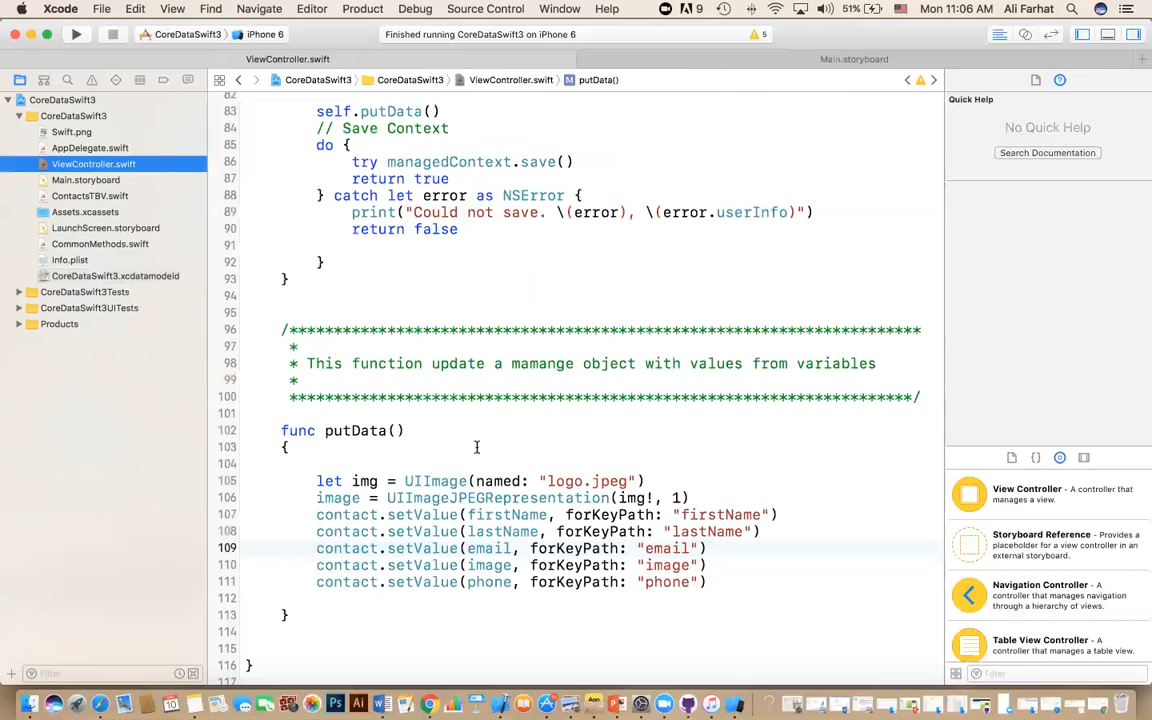 Xcode File Edit View Find Navigate Editor Product Debug Source Control Window Help 9 51% Mon 11:06 AM Ali Farhat
CoreDataSwift3 iPhone 6 Finished running CoreDataSwift3 on iPhone 6 5
ViewController.swift Main.storyboard
CoreDataSwift3 CoreDataSwift3 ViewController.swift M putData()
CoreDataSwift3
CoreDataSwift3
Swift.png
AppDelegate.swift
ViewController.swift
Main.storyboard
ContactsTBV.swift
Assets.xcassets
LaunchScreen.storyboard
CommonMethods.swift
Info.plist
CoreDataSwift3.xcdatamodeld
CoreDataSwift3Tests
CoreDataSwift3UITests
Products
Filter
82
83 self.putData()
84 // Save Context
85 do {
86 try managedContext.save()
87 return true
88 } catch let error as NSError {
89 print("Could not save. \(error), \(error.userInfo)")
90 return false
91
92 }
93 }
94
95
96 /***********************************************************************
97 *
98 * This function update a mamange object with values from variables
99 *
100 **********************************************************************/
101
102 func putData()
103 {
104
105 let img = UIImage(named: "logo.jpeg")
106 image = UIImageJPEGRepresentation(img!, 1)
107 contact.setValue(firstName, forKeyPath: "firstName")
108 contact.setValue(lastName, forKeyPath: "lastName")
109 contact.setValue(email, forKeyPath: "email")
110 contact.setValue(image, forKeyPath: "image")
111 contact.setValue(phone, forKeyPath: "phone")
112
113 }
114
115
116 }
117
Quick Help
No Quick Help
Search Documentation
View Controller - A controller that
manages a view.
Storyboard Reference - Provides a
placeholder for a view controller in an
external storyboard.
Navigation Controller - A
controller that manages navigation
through a hierarchy of views.
Table View Controller - A
controller that manages a table view.
Filter